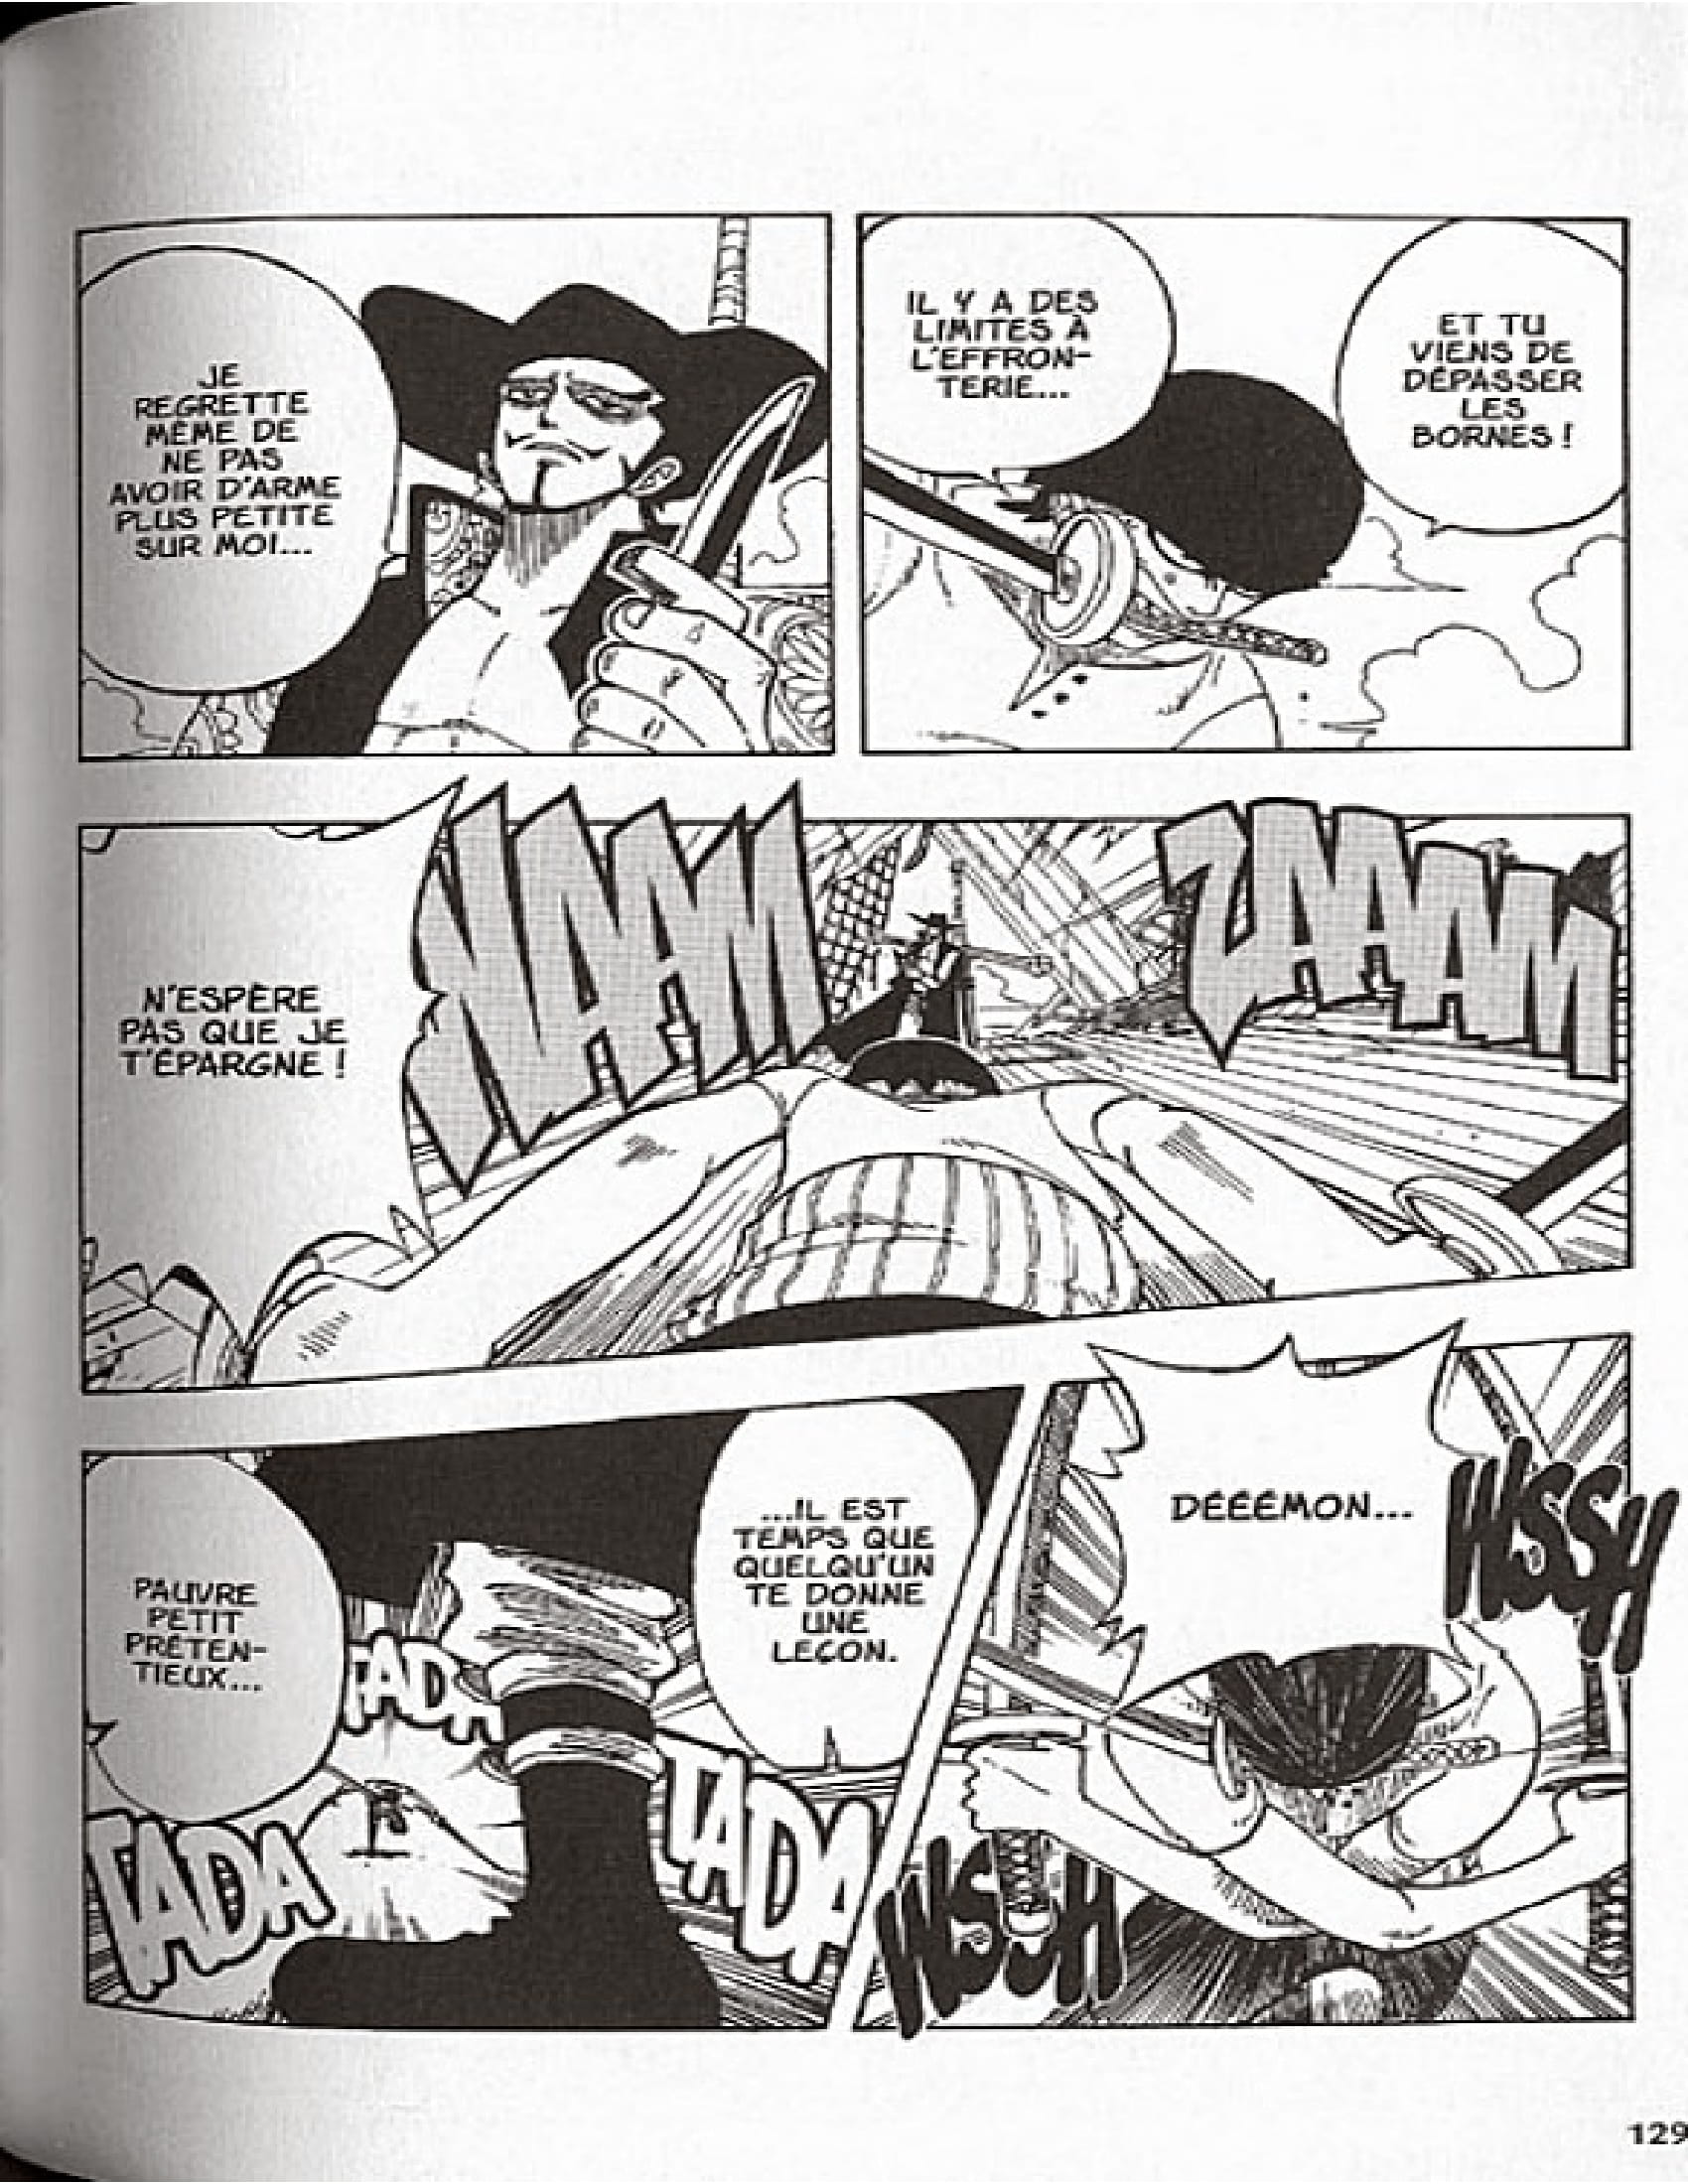 ET TU
VIENS DE
DÉPASSER
LES
BORNES !
IL Y A DES
LIMITES À
L'EFFRON-
TERIE...
JE
REGRETTE
MÊME DE
NE PAS
AVOIR D'ARME
PLUS PETITE
SUR MOI...
ZAAAM
N'ESPÈRE
PAS QUE JE
T'ÉPARGNE !
DÉÉÉMON...
WSSH
...IL EST
TEMPS QUE
QUELQU'UN
TE DONNE
UNE
LEÇON.
PAUVRE
PETIT
PRÉTEN-
TIEUX...
TADA
TADA
TADA
129